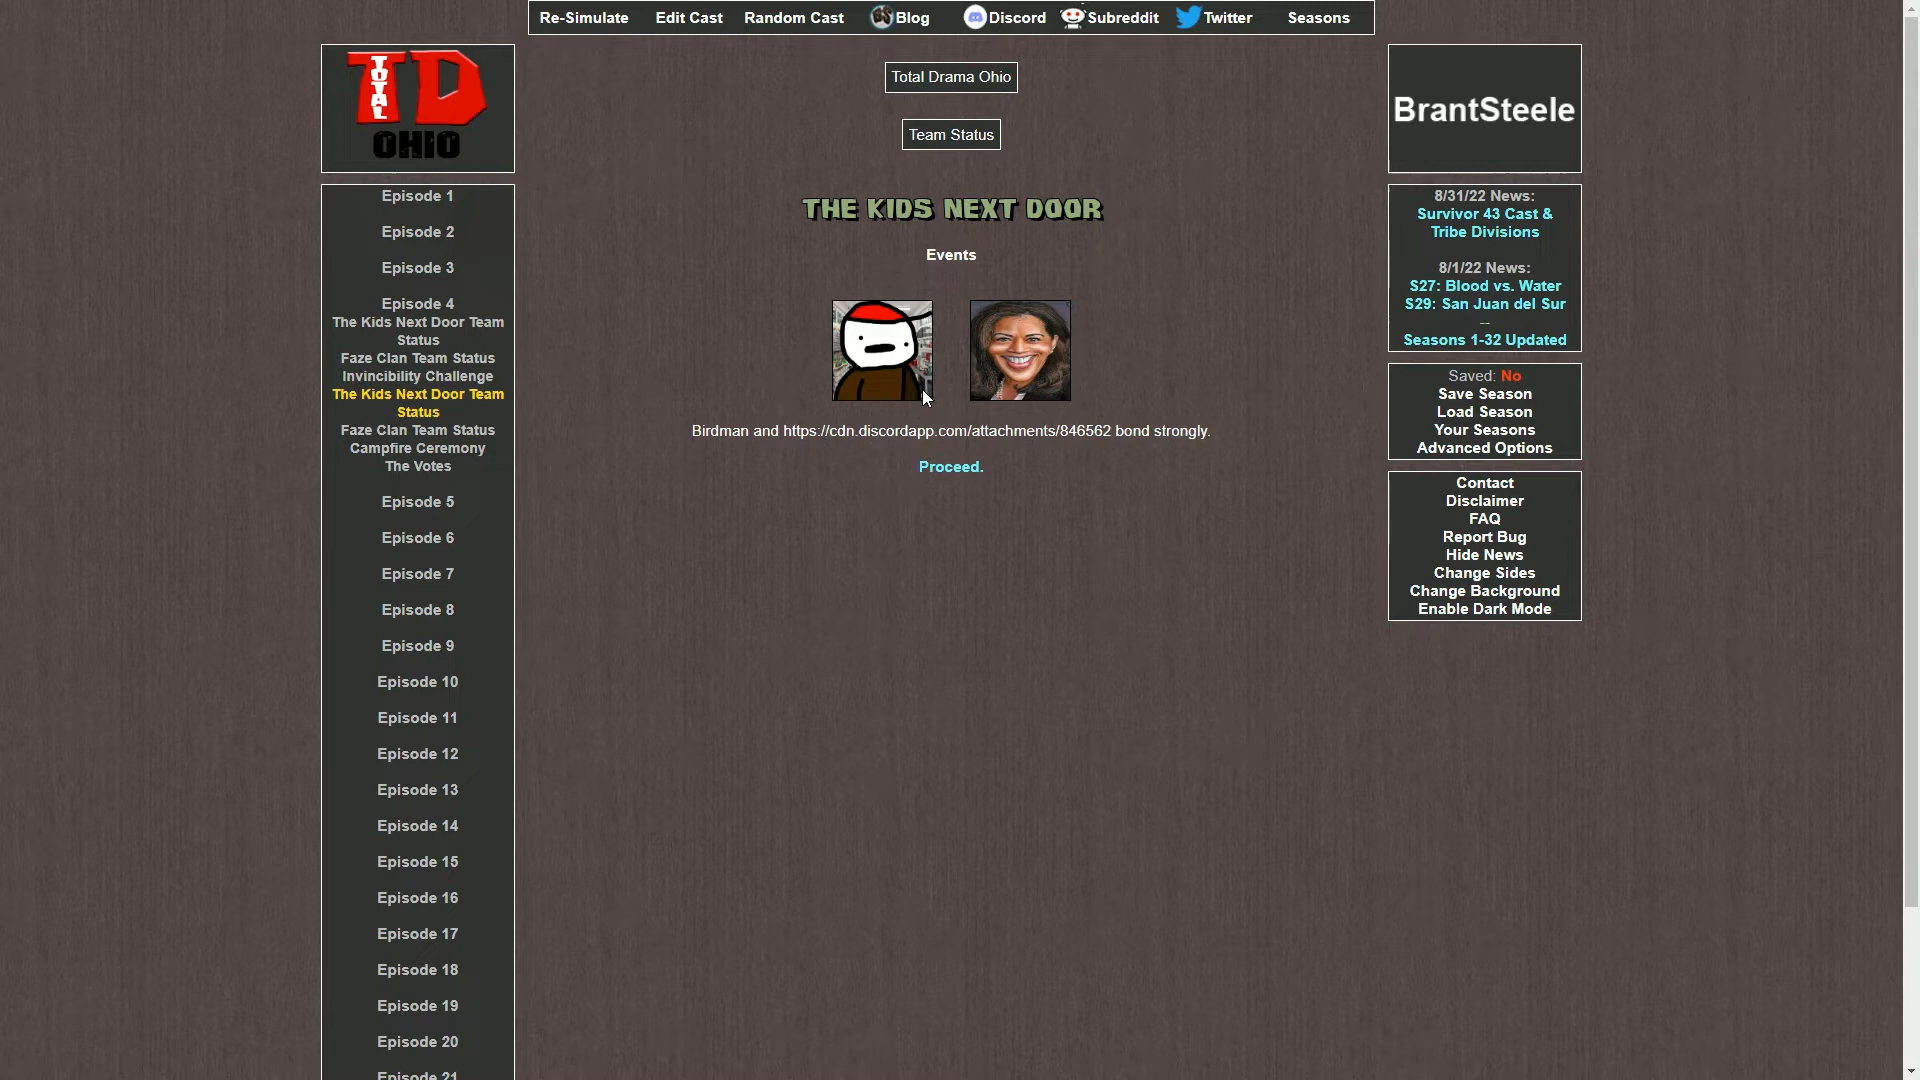 Re-Simulate Edit Cast Random Cast Blog Discord Subreddit Twitter Seasons
TOTAL
TD
OHIO
Episode 1
Episode 2
Episode 3
Episode 4
The Kids Next Door Team
Status
Faze Clan Team Status
Invincibility Challenge
The Kids Next Door Team
Status
Faze Clan Team Status
Campfire Ceremony
The Votes
Episode 5
Episode 6
Episode 7
Episode 8
Episode 9
Episode 10
Episode 11
Episode 12
Episode 13
Episode 14
Episode 15
Episode 16
Episode 17
Episode 18
Episode 19
Episode 20
Episode 21
Total Drama Ohio
Team Status
THE KIDS NEXT DOOR
Events
Birdman and https://cdn.discordapp.com/attachments/846562 bond strongly.
Proceed.
BrantSteele
8/31/22 News:
Survivor 43 Cast &
Tribe Divisions
8/1/22 News:
S27: Blood vs. Water
S29: San Juan del Sur
--
Seasons 1-32 Updated
Saved: No
Save Season
Load Season
Your Seasons
Advanced Options
Contact
Disclaimer
FAQ
Report Bug
Hide News
Change Sides
Change Background
Enable Dark Mode